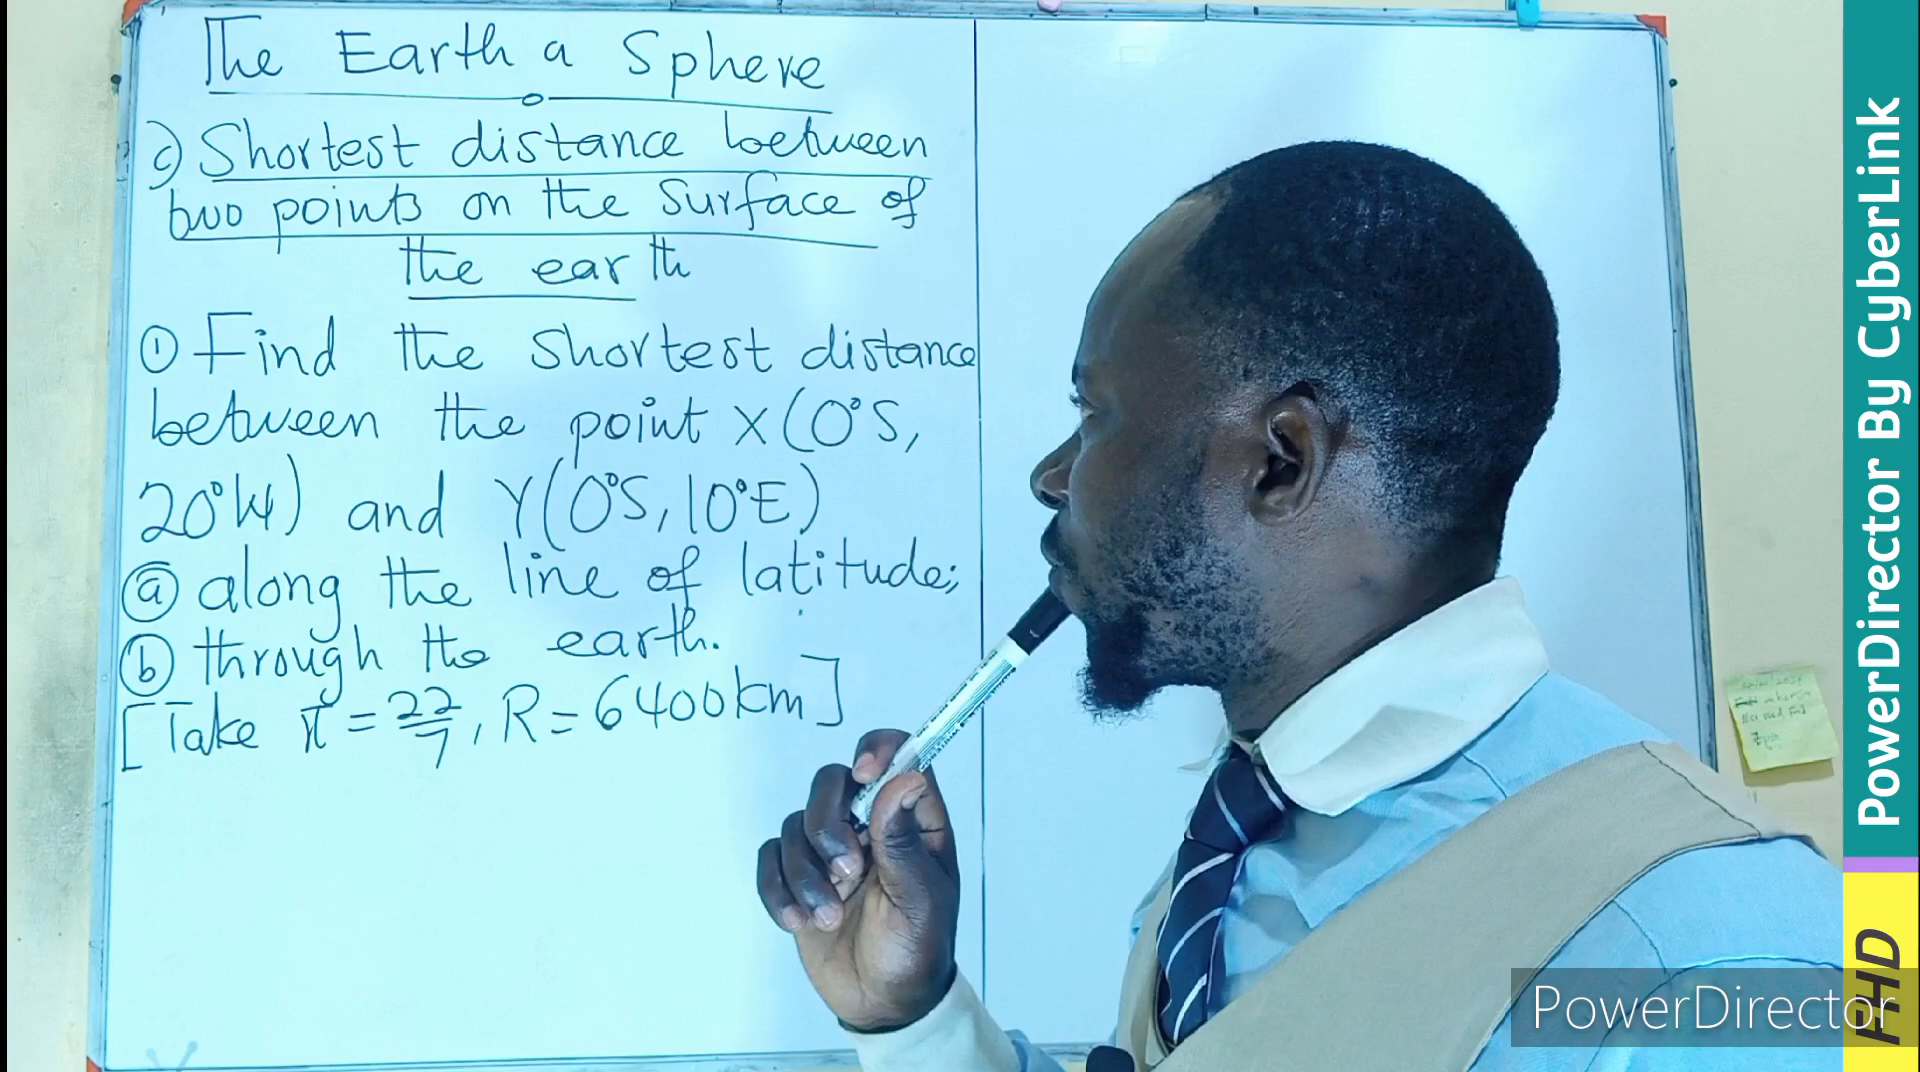 The Earth a Sphere
c) Shortest distance between
two points on the surface of
the earth
① Find the shortest distance
between the point X(0°S,
20°W) and Y(0°S, 10°E)
ⓐ along the line of latitude;
ⓑ through the earth.
[Take π = 22/7, R = 6400km]
PowerDirector By CyberLink
FHD
PowerDirector